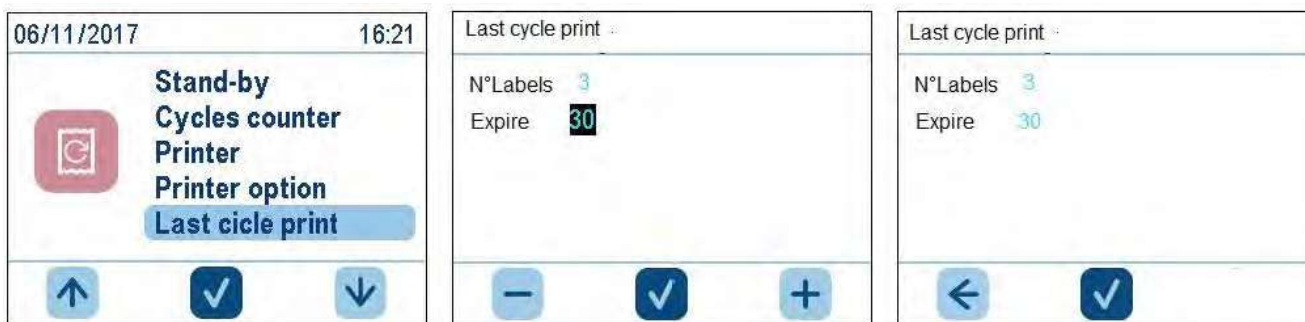 06/11/2017 16:21
Stand-by
Cycles counter
Printer
Printer option
Last cicle print
Last cycle print
N°Labels 3
Expire 30
Last cycle print
N°Labels 3
Expire 30